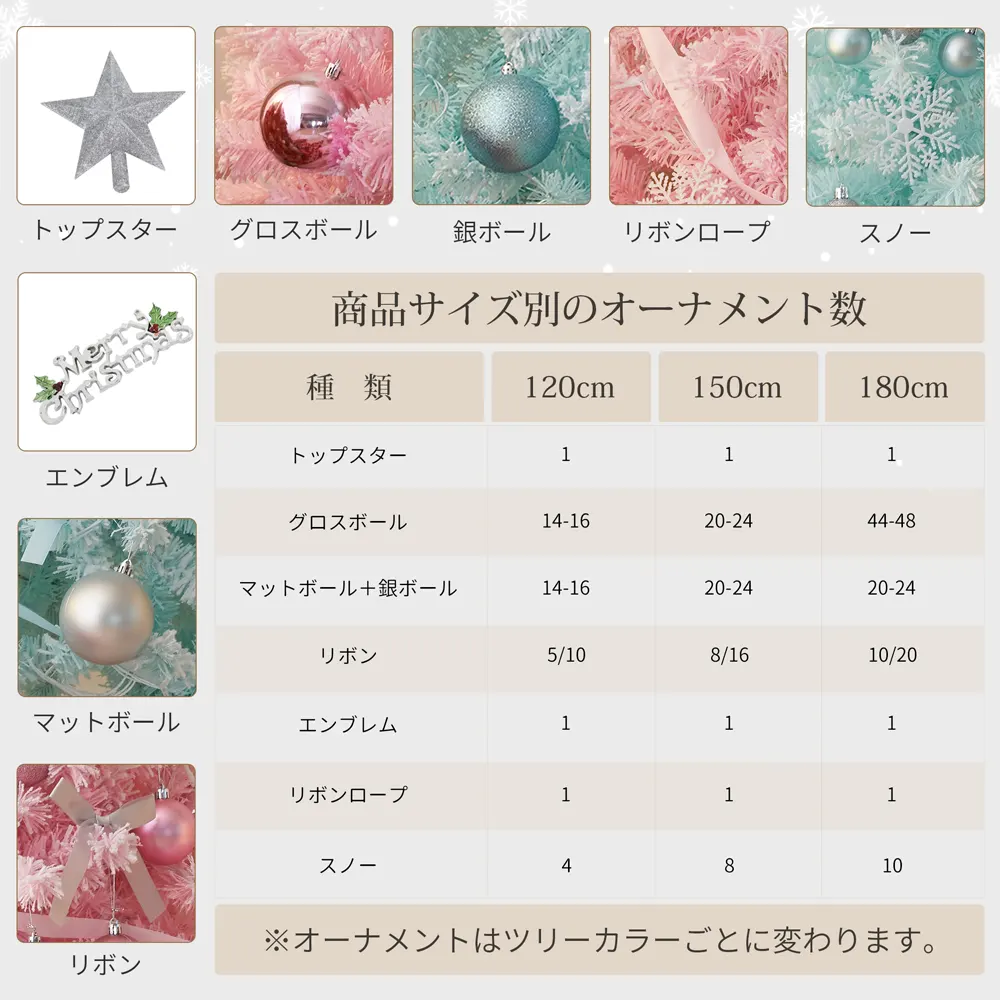 トップスター
グロスボール
銀ボール
リボンロープ
スノー
Merry
Christmas
エンブレム
マットボール
リボン
商品サイズ別のオーナメント数
種 類 120cm 150cm 180cm
トップスター 1 1 1
グロスボール 14-16 20-24 44-48
マットボール＋銀ボール 14-16 20-24 20-24
リボン 5/10 8/16 10/20
エンブレム 1 1 1
リボンロープ 1 1 1
スノー 4 8 10
※オーナメントはツリーカラーごとに変わります。